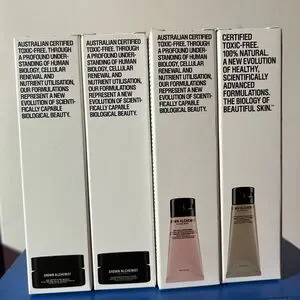 AUSTRALIAN CERTIFIED
TOXIC-FREE. THROUGH
A PROFOUND UNDER-
STANDING OF HUMAN
BIOLOGY, CELLULAR
RENEWAL AND
NUTRIENT UTILISATION,
OUR FORMULATIONS
REPRESENT A NEW
EVOLUTION OF SCIENTI-
FICALLY CAPABLE
BIOLOGICAL BEAUTY.
GROWN ALCHEMIST
AUSTRALIAN CERTIFIED
TOXIC-FREE. THROUGH
A PROFOUND UNDER-
STANDING OF HUMAN
BIOLOGY, CELLULAR
RENEWAL AND
NUTRIENT UTILISATION,
OUR FORMULATIONS
REPRESENT A NEW
EVOLUTION OF SCIENTI-
FICALLY CAPABLE
BIOLOGICAL BEAUTY.
GROWN ALCHEMIST
AUSTRALIAN CERTIFIED
TOXIC-FREE. THROUGH
A PROFOUND UNDER-
STANDING OF HUMAN
BIOLOGY, CELLULAR
RENEWAL AND
NUTRIENT UTILISATION,
OUR FORMULATIONS
REPRESENT A NEW
EVOLUTION OF SCIENTI-
FICALLY CAPABLE
BIOLOGICAL BEAUTY.
GROWN ALCHEMIST
CERTIFIED
TOXIC-FREE.
100% NATURAL.
A NEW EVOLUTION
OF HEALTHY,
SCIENTIFICALLY
ADVANCED
FORMULATIONS.
THE BIOLOGY OF
BEAUTIFUL SKIN.™
GROWN ALCHEMIST